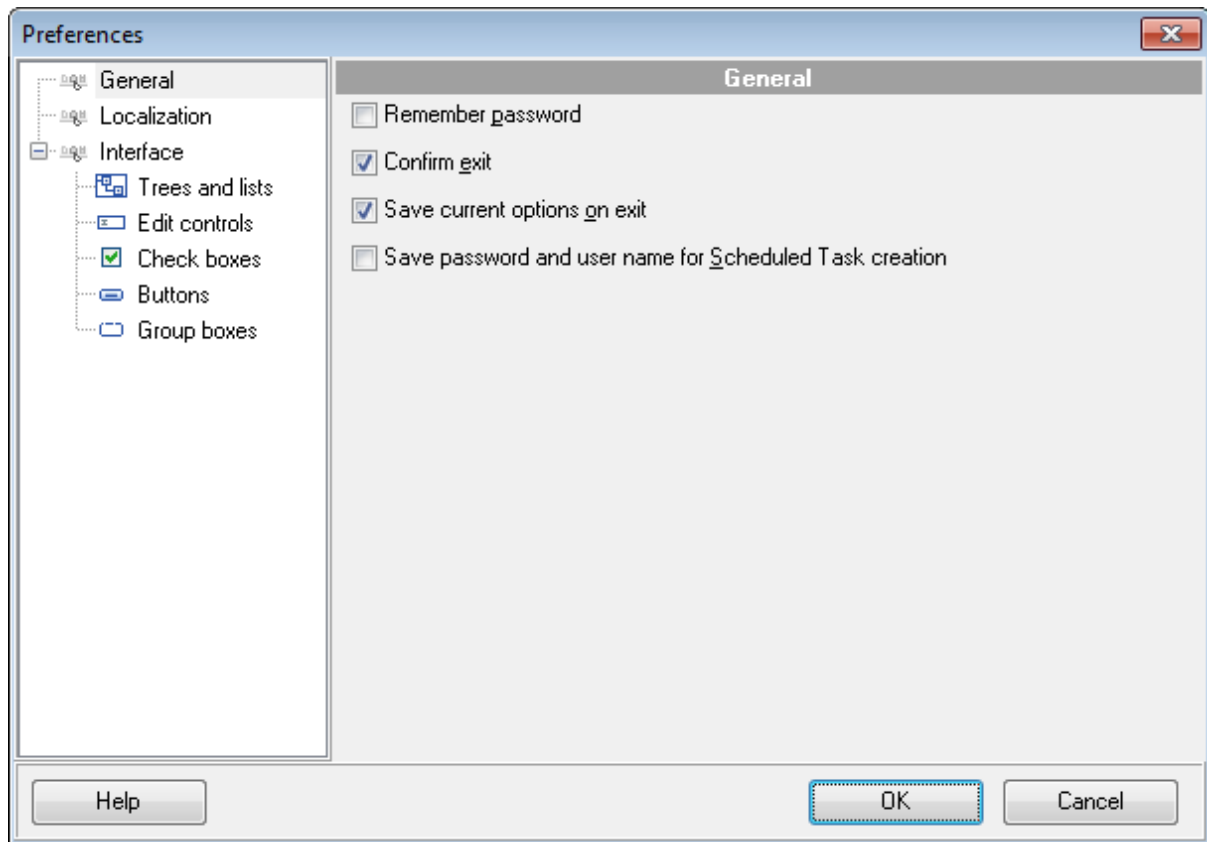 Preferences
General
Localization
Interface
Trees and lists
Edit controls
Check boxes
Buttons
Group boxes
General
Remember password
Confirm exit
Save current options on exit
Save password and user name for Scheduled Task creation
Help
OK
Cancel